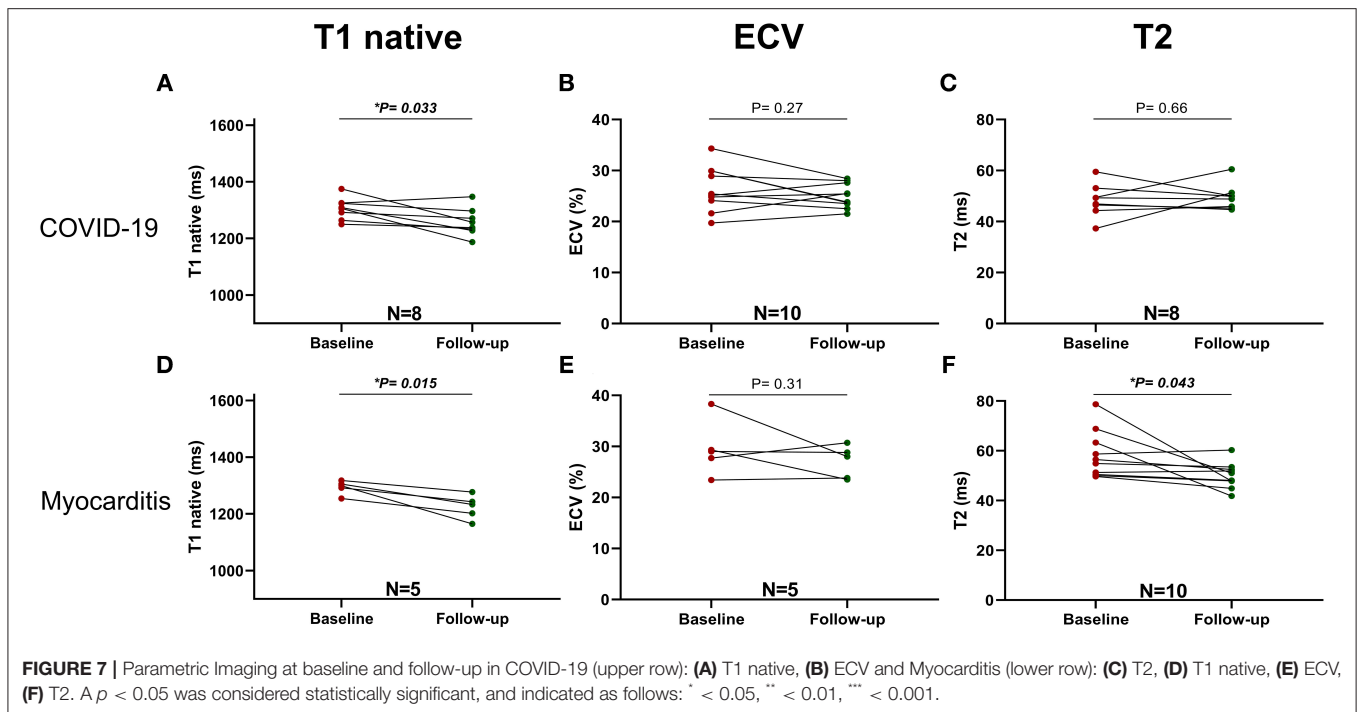 T1 native
ECV
T2
COVID-19
A
*P= 0.033
T1 native (ms)
1600
1400
1200
1000
N=8
Baseline
Follow-up
B
P= 0.27
ECV (%)
40
30
20
10
0
N=10
Baseline
Follow-up
C
P= 0.66
T2 (ms)
80
60
40
20
0
N=8
Baseline
Follow-up
Myocarditis
D
*P= 0.015
T1 native (ms)
1600
1400
1200
1000
N=5
Baseline
Follow-up
E
P= 0.31
ECV (%)
40
30
20
10
0
N=5
Baseline
Follow-up
F
*P= 0.043
T2 (ms)
80
60
40
20
0
N=10
Baseline
Follow-up
FIGURE 7 | Parametric Imaging at baseline and follow-up in COVID-19 (upper row): (A) T1 native, (B) ECV and Myocarditis (lower row): (C) T2, (D) T1 native, (E) ECV,
(F) T2. A p < 0.05 was considered statistically significant, and indicated as follows: * < 0.05, ** < 0.01, *** < 0.001.